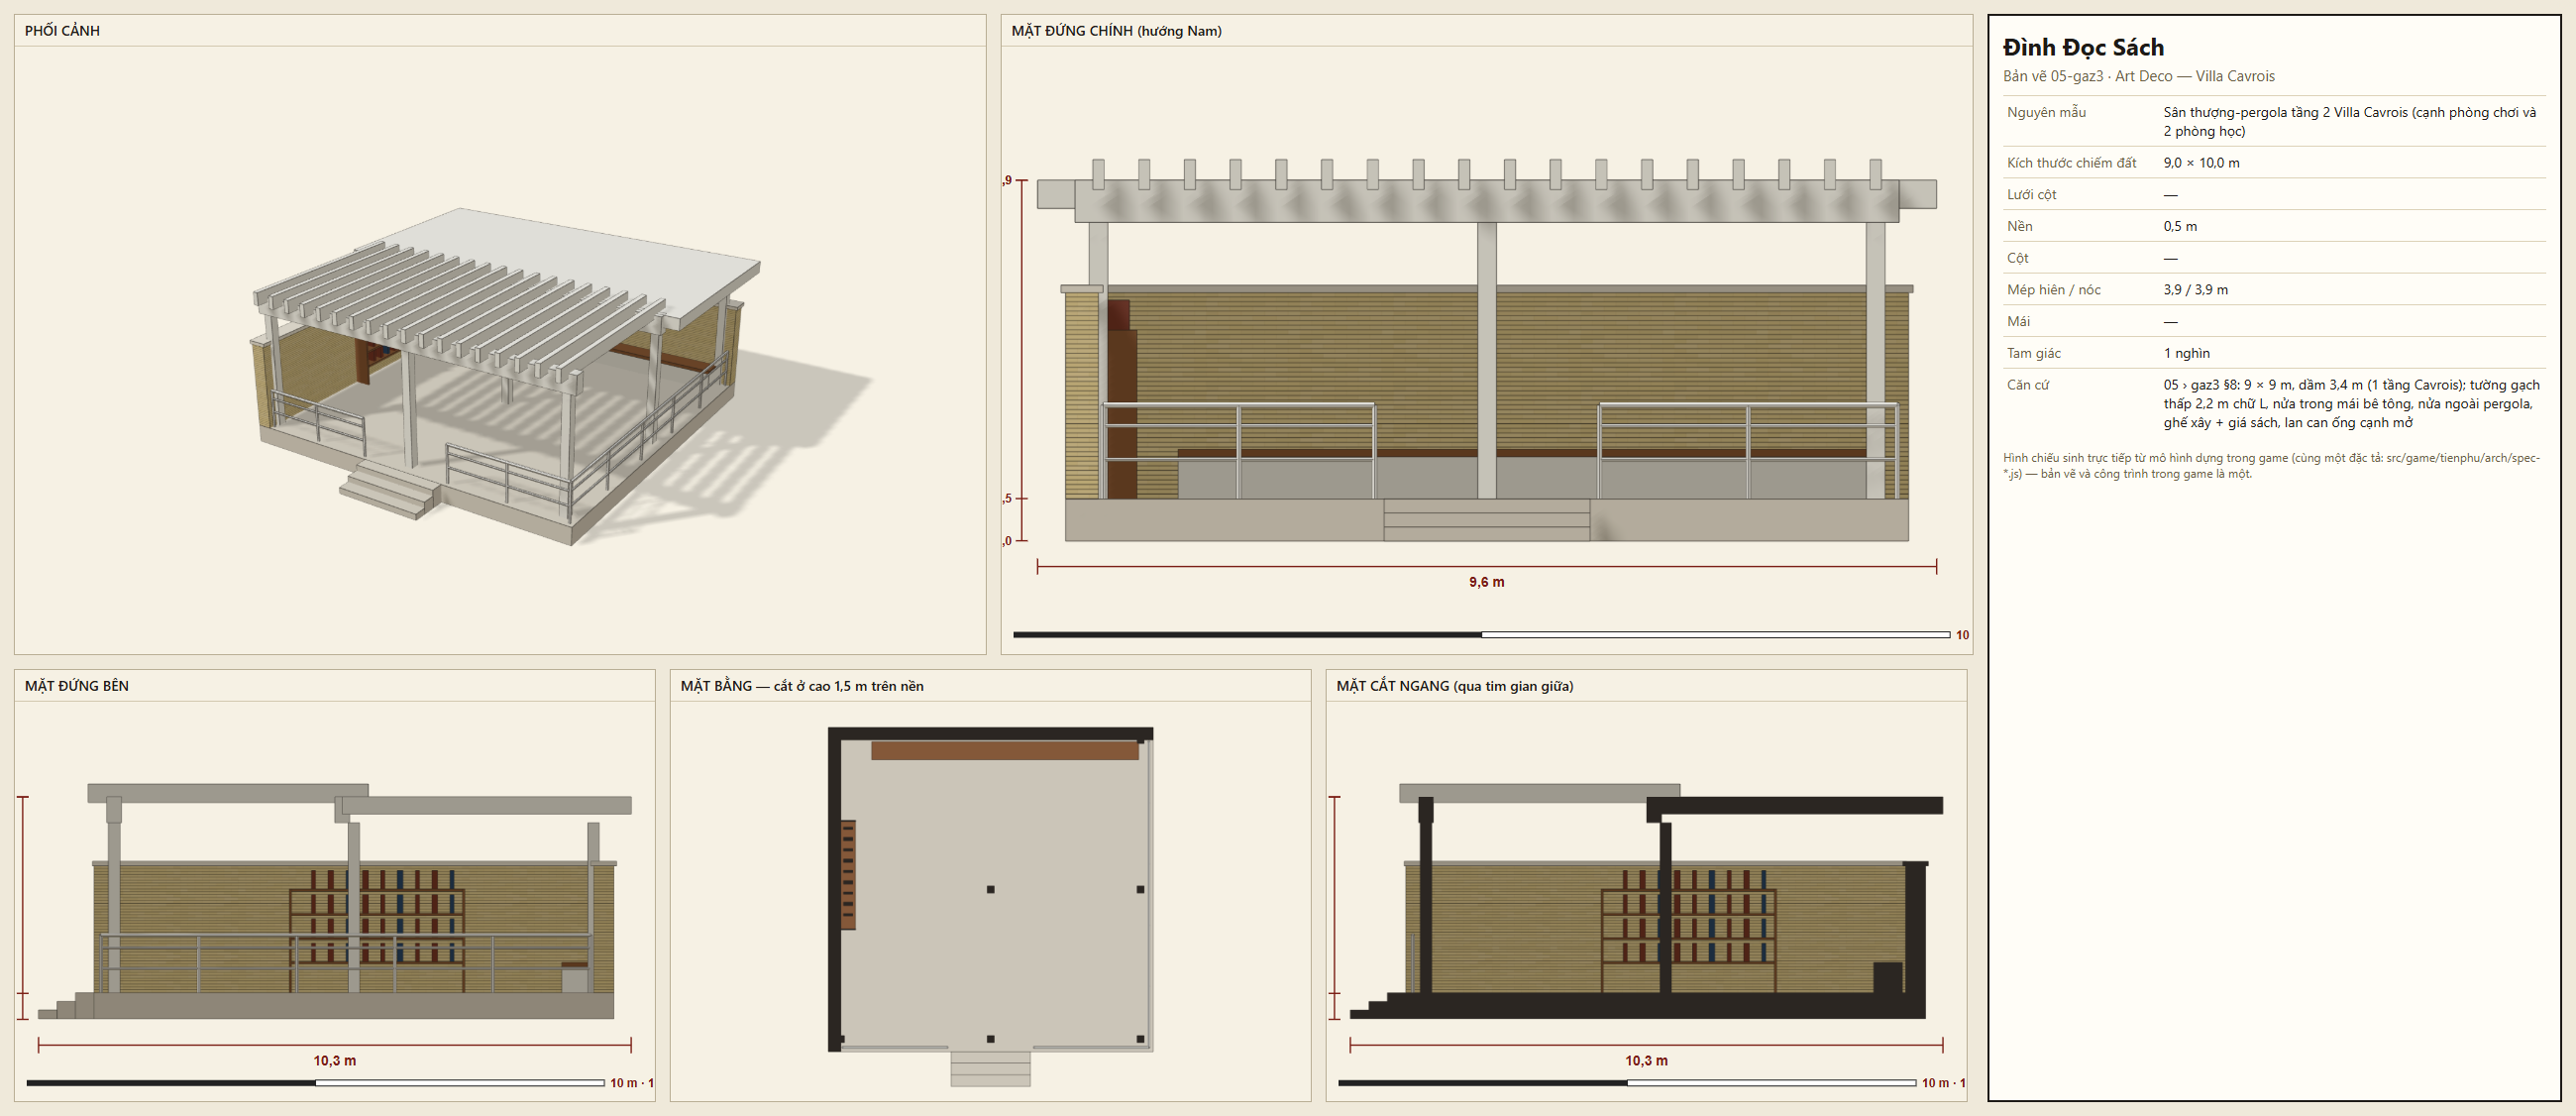 PHỐI CẢNH
MẶT ĐỨNG CHÍNH (hướng Nam)
,9
,5
,0
9,6 m
10
MẶT ĐỨNG BÊN
10,3 m
10 m · 1
MẶT BẰNG — cắt ở cao 1,5 m trên nền
MẶT CẮT NGANG (qua tim gian giữa)
10,3 m
10 m · 1
Đình Đọc Sách
Bản vẽ 05-gaz3 · Art Deco — Villa Cavrois
Nguyên mẫu Sân thượng-pergola tầng 2 Villa Cavrois (cạnh phòng chơi và
2 phòng học)
Kích thước chiếm đất 9,0 × 10,0 m
Lưới cột —
Nền 0,5 m
Cột —
Mép hiên / nóc 3,9 / 3,9 m
Mái —
Tam giác 1 nghìn
Căn cứ 05 › gaz3 §8: 9 × 9 m, dầm 3,4 m (1 tầng Cavrois); tường gạch
thấp 2,2 m chữ L, nửa trong mái bê tông, nửa ngoài pergola,
ghế xây + giá sách, lan can ống cạnh mở
Hình chiếu sinh trực tiếp từ mô hình dựng trong game (cùng một đặc tả: src/game/tienphu/arch/spec-
*.js) — bản vẽ và công trình trong game là một.